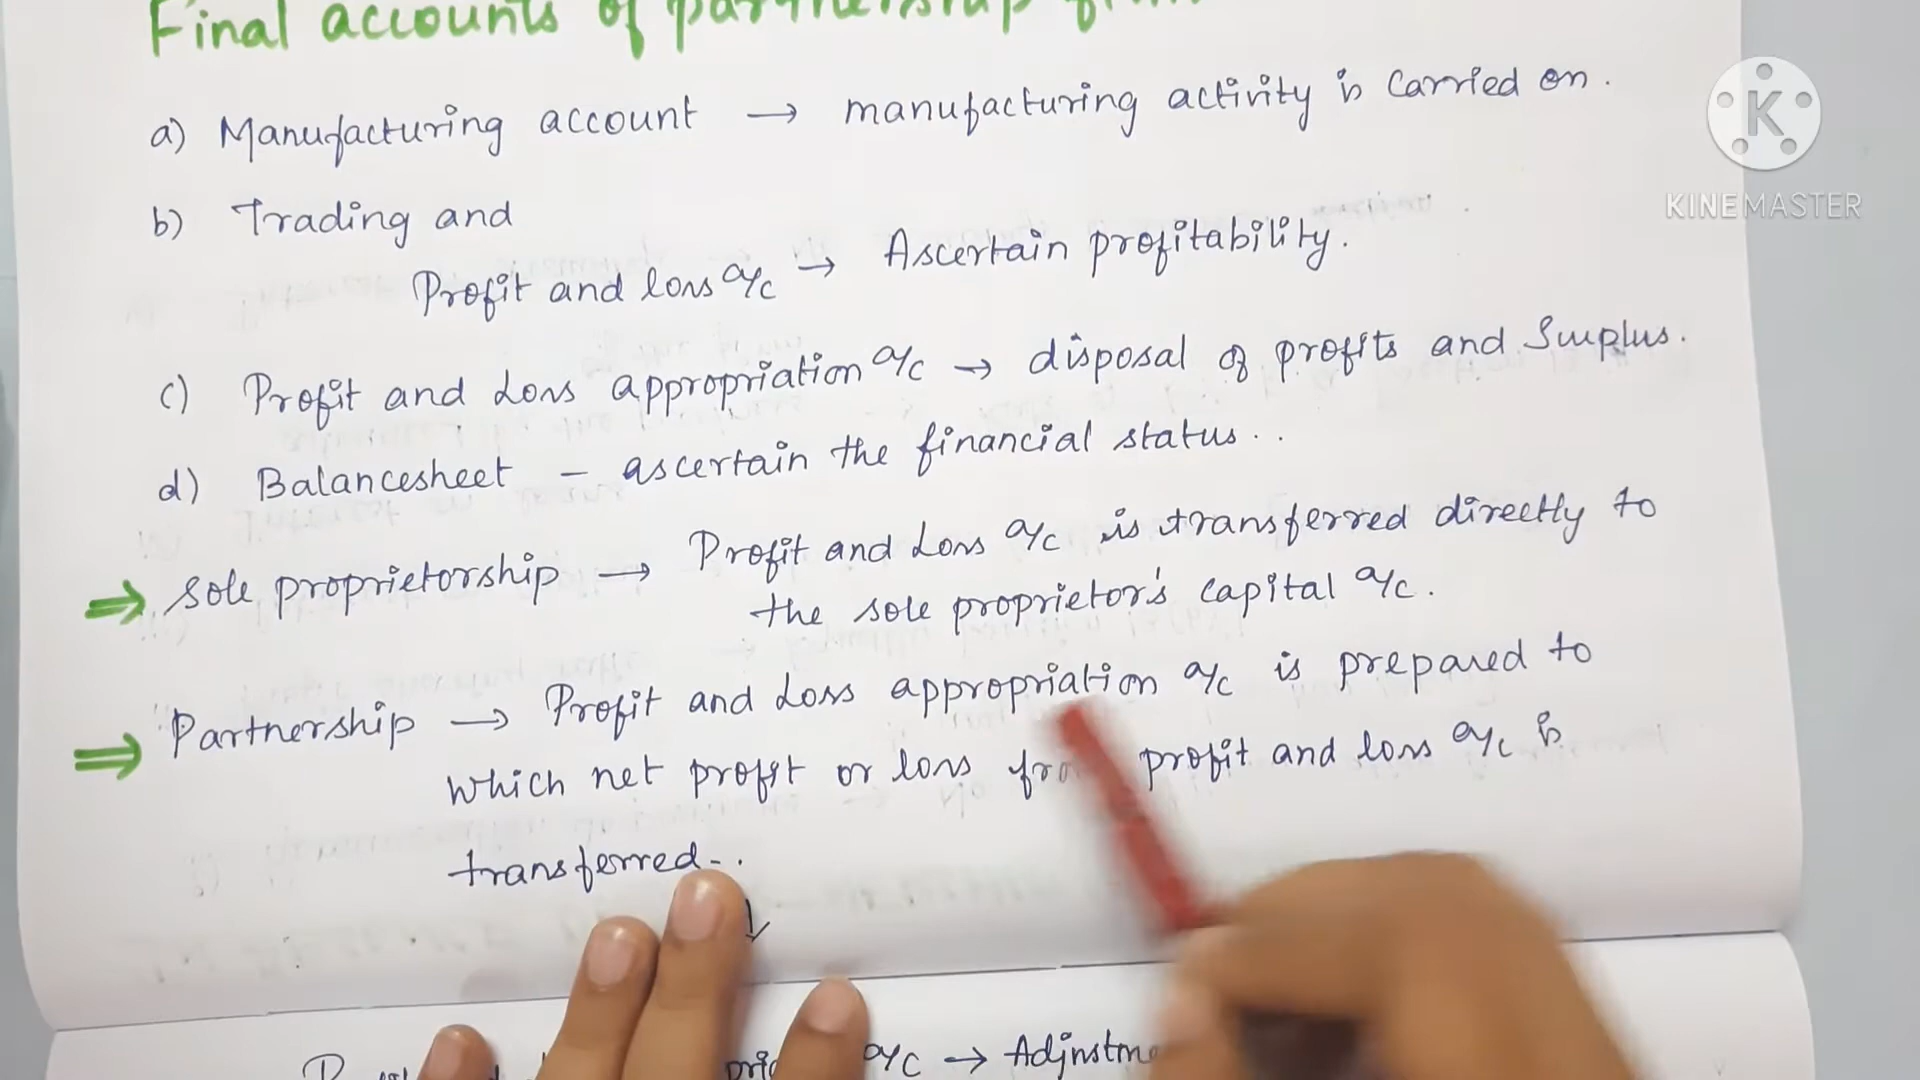 Final accounts of partnership
a) Manufacturing account → manufacturing activity is carried on.
b) Trading and
Profit and loss a/c → Ascertain profitability.
c) Profit and Loss appropriation a/c → disposal of profits and Surplus.
d) Balancesheet - ascertain the financial status..
⇒ Sole proprietorship → Profit and Loss a/c is transferred directly to
the sole proprietor's capital a/c.
⇒ Partnership → Profit and Loss appropriation a/c is prepared to
which net profit or loss profit and loss a/c is
transferred-.
↓
a/c → Adjustme
K
KINEMASTER